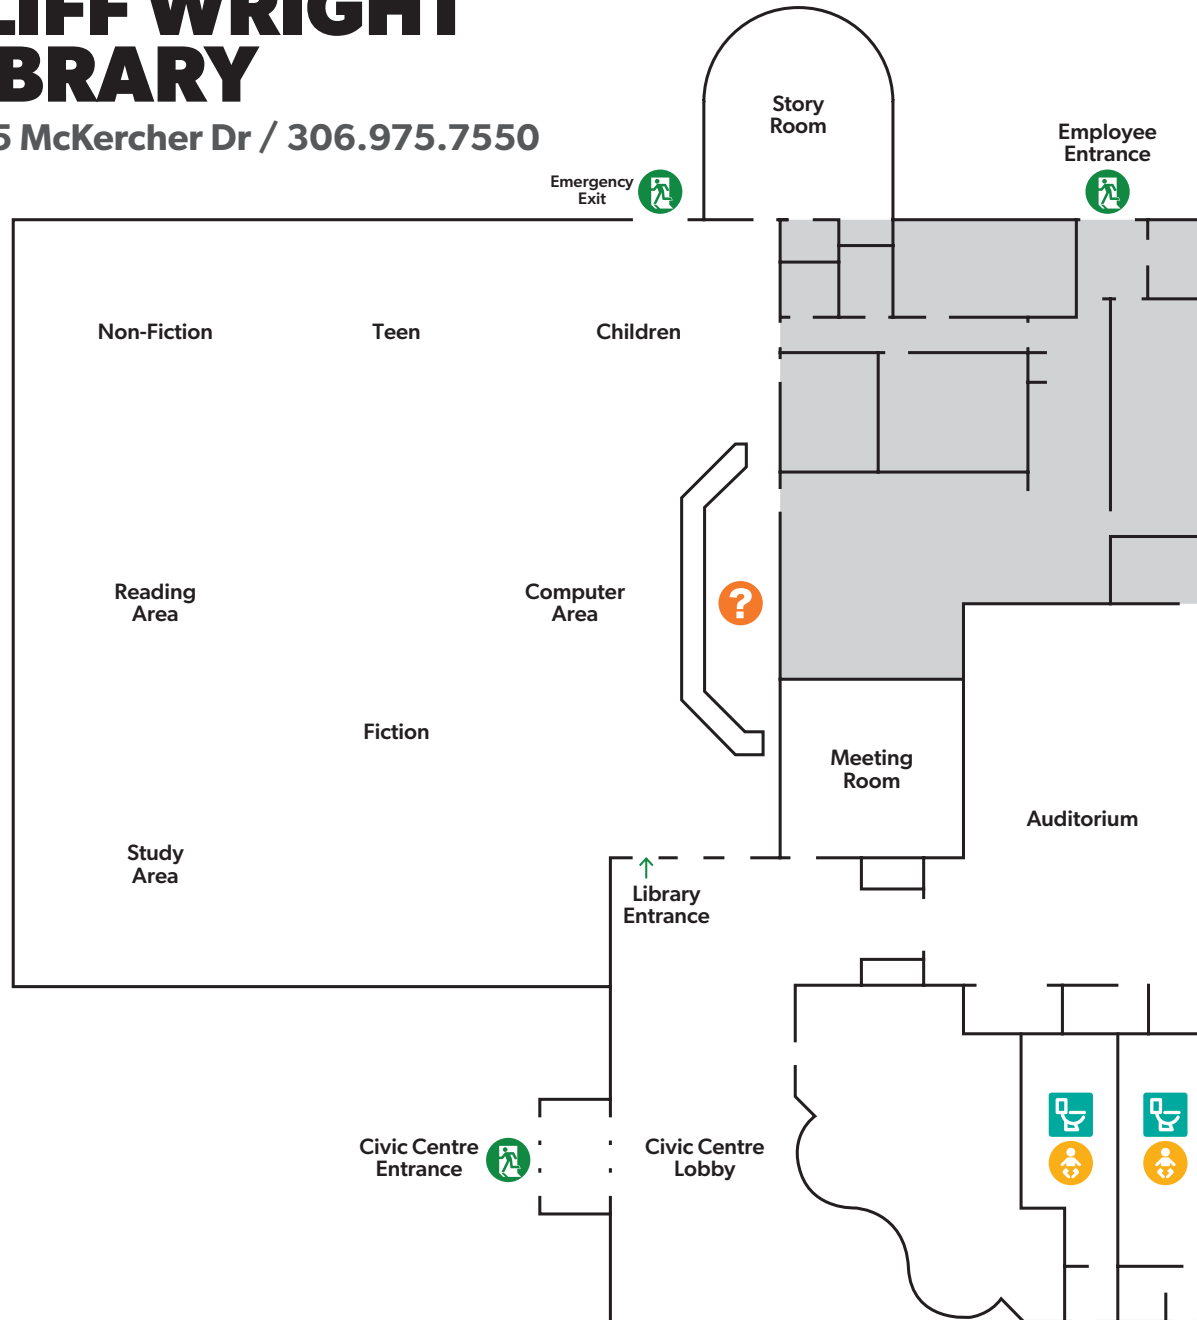 LIFF WRIGHT
BRARY
5 McKercher Dr / 306.975.7550
Story
Room
Employee
Entrance
Emergency
Exit
Non-Fiction
Teen
Children
Reading
Area
Computer
Area
?
Fiction
Meeting
Room
Auditorium
Study
Area
Library
Entrance
Civic Centre
Entrance
Civic Centre
Lobby